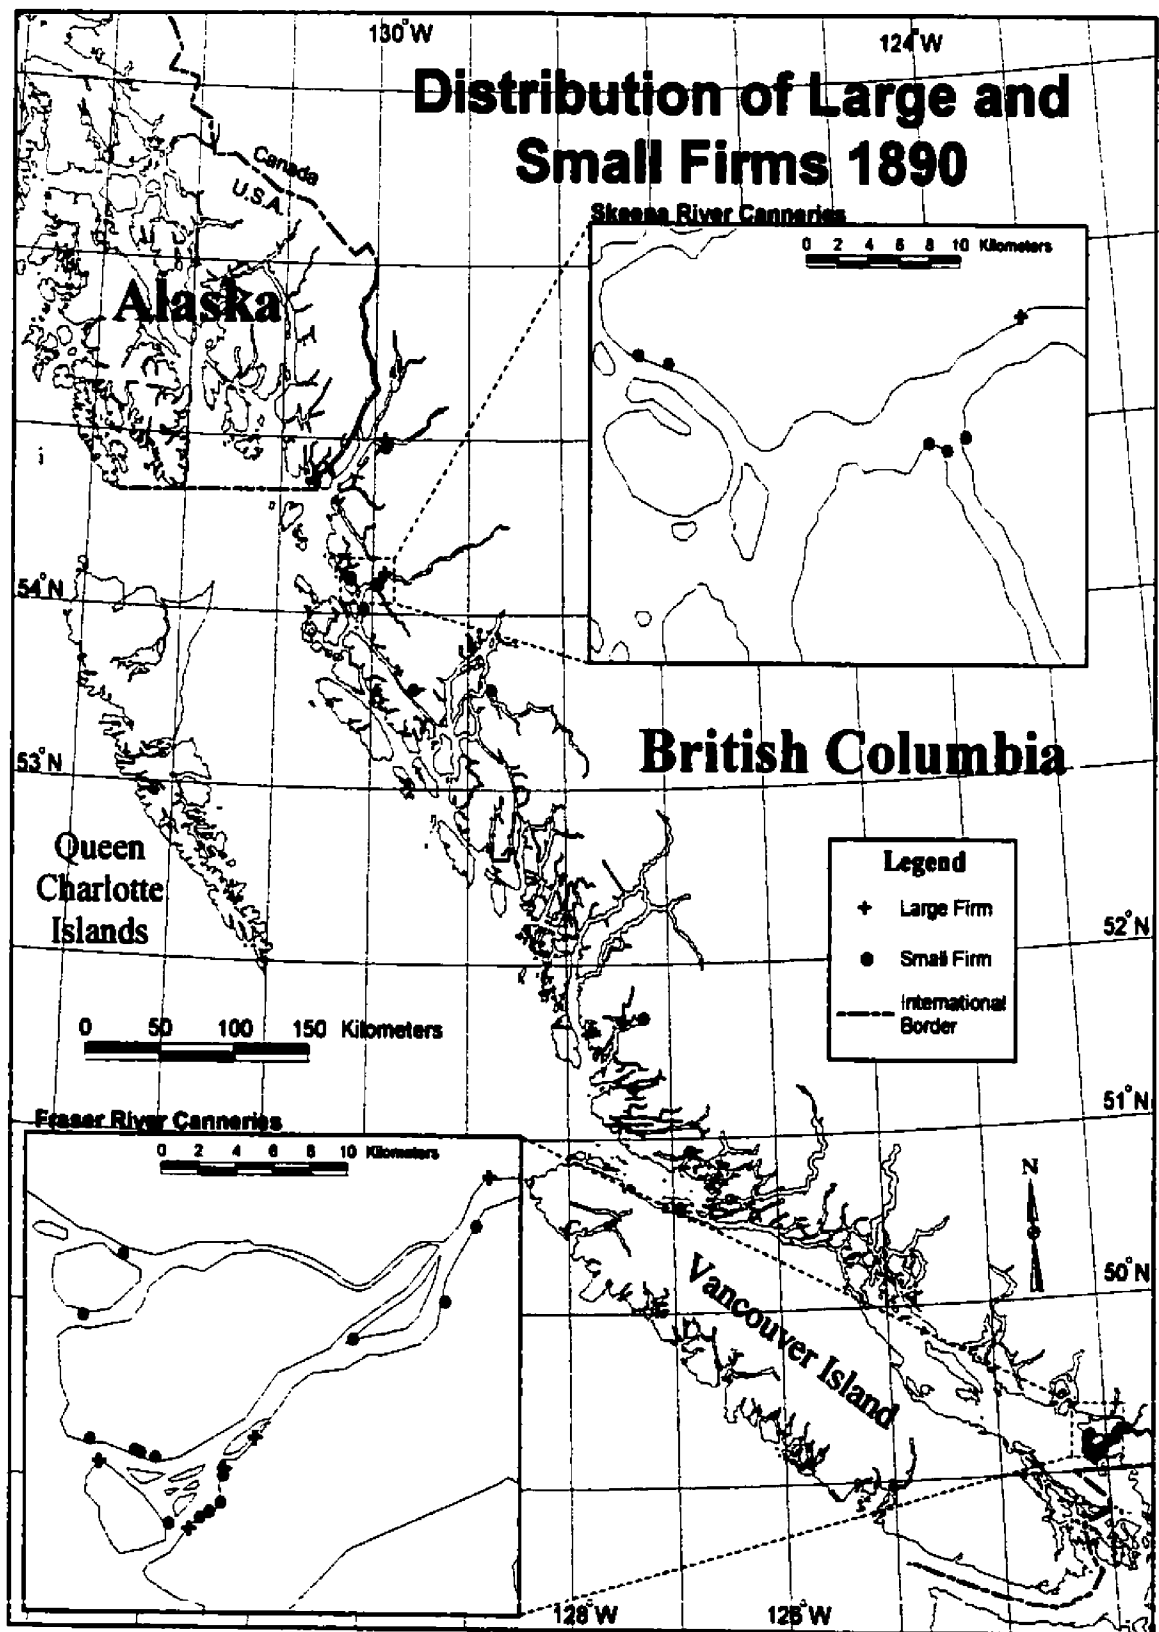 130°W
124°W
Distribution of Large and
Small Firms 1890
Canada
U.S.A.
Alaska
Skeena River Canneries
0 2 4 6 8 10 Kilometers
54°N
53°N
British Columbia
Queen
Charlotte
Islands
Legend
Large Firm
Small Firm
International
Border
52°N
0 50 100 150 Kilometers
51°N
Fraser River Canneries
0 2 4 6 8 10 Kilometers
N
50°N
Vancouver Island
128°W
126°W